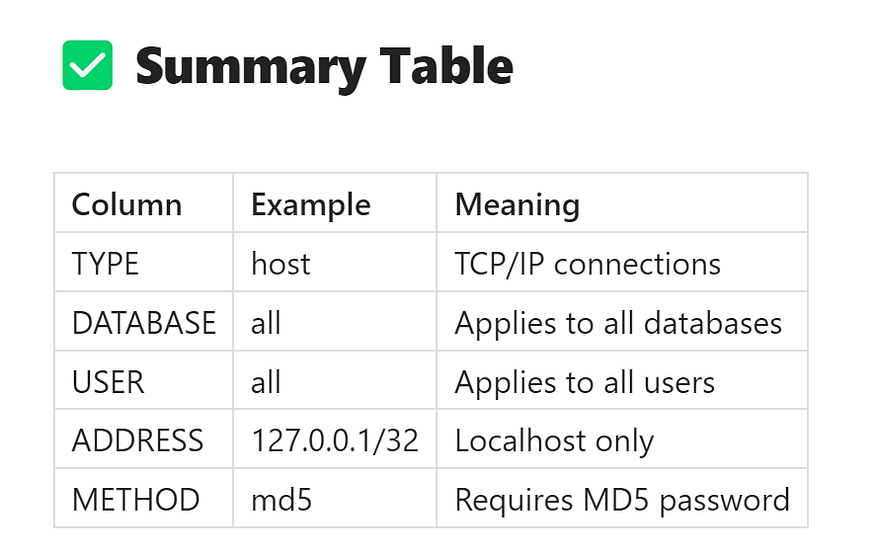 Summary Table
Column Example Meaning
TYPE host TCP/IP connections
DATABASE all Applies to all databases
USER all Applies to all users
ADDRESS 127.0.0.1/32 Localhost only
METHOD md5 Requires MD5 password